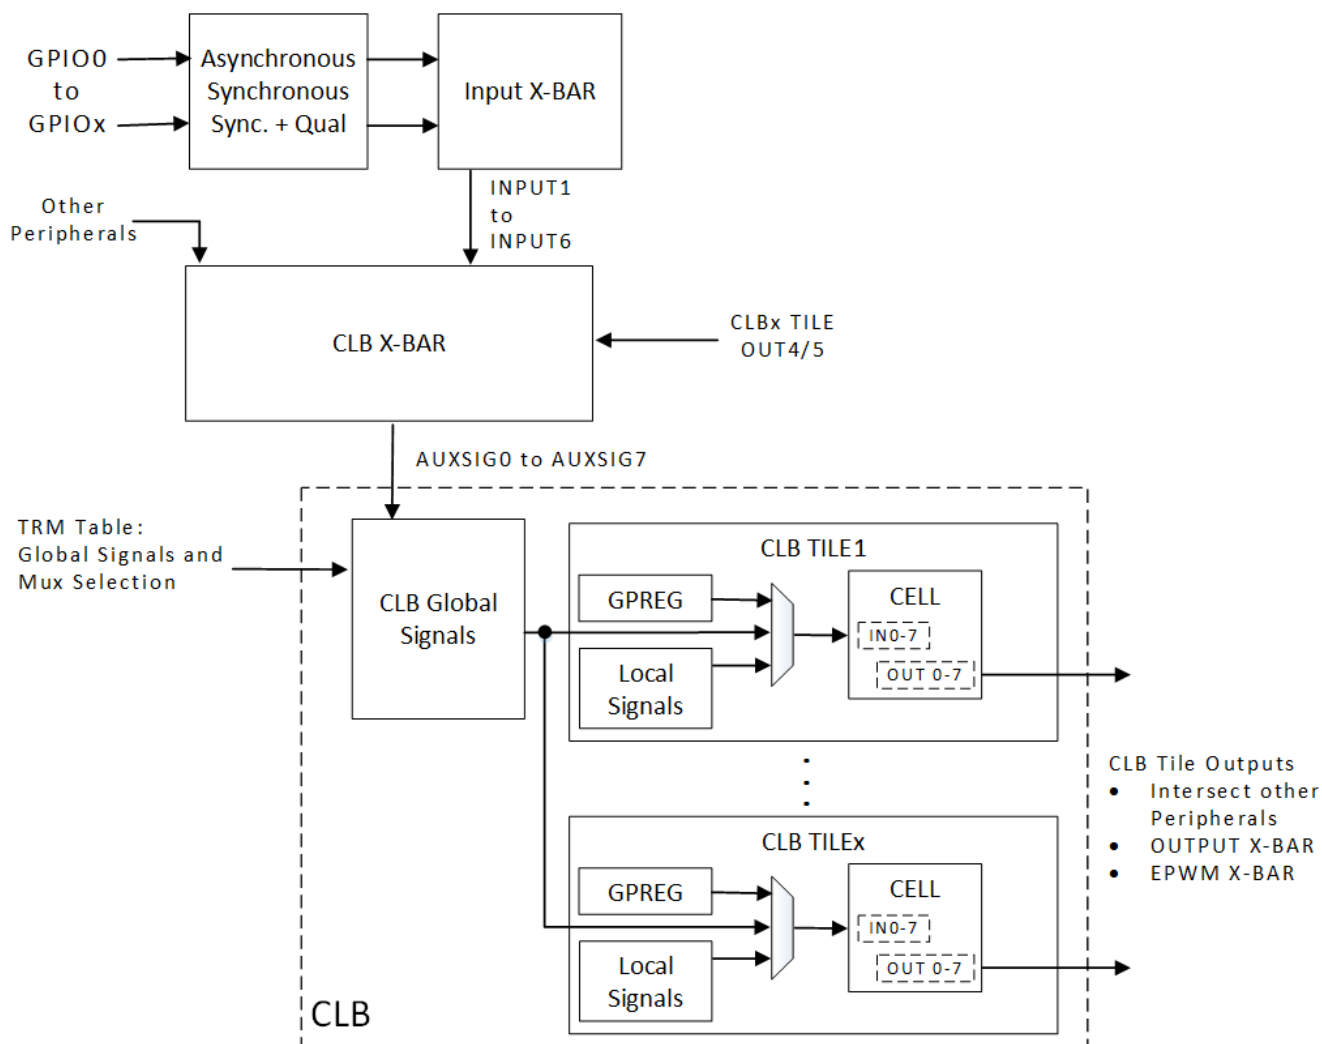 GPIO0
to
GPIOx
Asynchronous
Synchronous
Sync. + Qual
Input X-BAR
INPUT1
to
INPUT6
Other
Peripherals
CLB X-BAR
CLBx TILE
OUT4/5
AUXSIG0 to AUXSIG7
TRM Table:
Global Signals and
Mux Selection
CLB Global
Signals
CLB TILE1
GPREG
Local
Signals
CELL
IN0-7
OUT 0-7
CLB Tile Outputs
• Intersect other
Peripherals
• OUTPUT X-BAR
• EPWM X-BAR
CLB TILEx
GPREG
Local
Signals
CELL
IN0-7
OUT 0-7
CLB